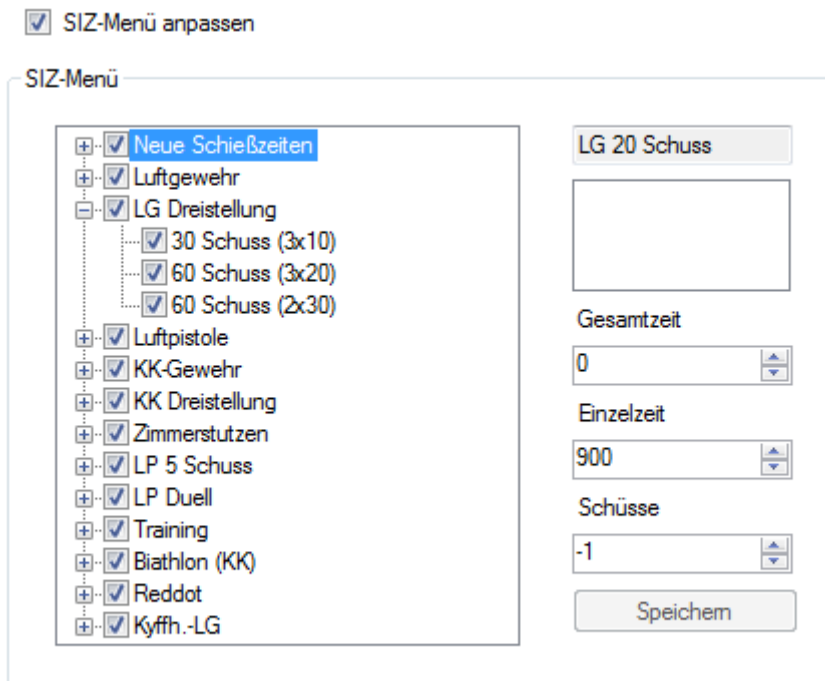 SIZ-Menü anpassen
SIZ-Menü
Neue Schießzeiten
Luftgewehr
LG Dreistellung
30 Schuss (3x10)
60 Schuss (3x20)
60 Schuss (2x30)
Luftpistole
KK-Gewehr
KK Dreistellung
Zimmerstutzen
LP 5 Schuss
LP Duell
Training
Biathlon (KK)
Reddot
Kyffh.-LG
LG 20 Schuss
Gesamtzeit
0
Einzelzeit
900
Schüsse
-1
Speichern